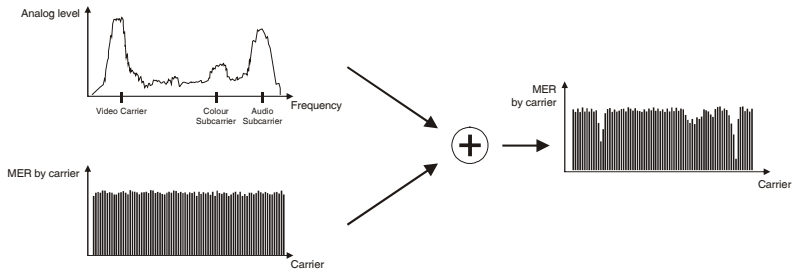 Analog level
Video Carrier
Colour
Subcarrier
Audio
Subcarrier
Frequency
MER by carrier
Carrier
MER
by carrier
Carrier